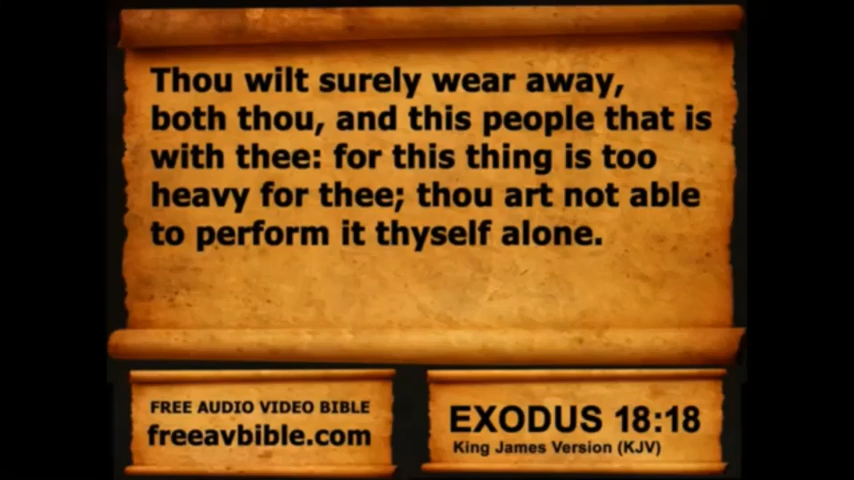 Thou wilt surely wear away,
both thou, and this people that is
with thee: for this thing is too
heavy for thee; thou art not able
to perform it thyself alone.
FREE AUDIO VIDEO BIBLE
freeavbible.com
EXODUS 18:18
King James Version (KJV)